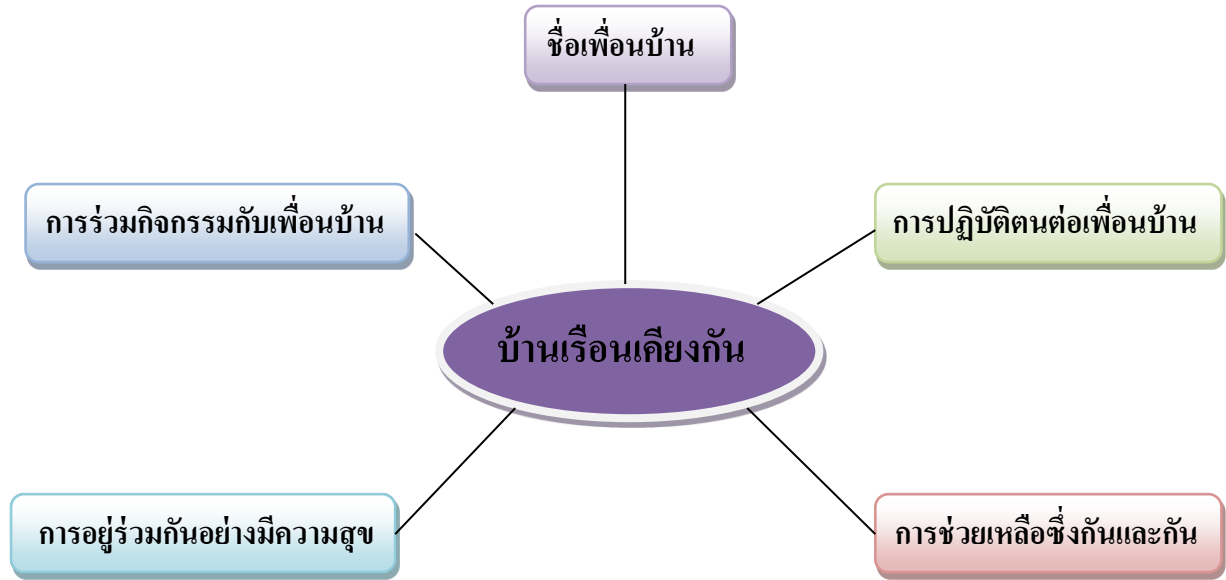 ชื่อเพื่อนบ้าน
การร่วมกิจกรรมกับเพื่อนบ้าน
การปฏิบัติตนต่อเพื่อนบ้าน
บ้านเรือนเคียงกัน
การอยู่ร่วมกันอย่างมีความสุข
การช่วยเหลือซึ่งกันและกัน